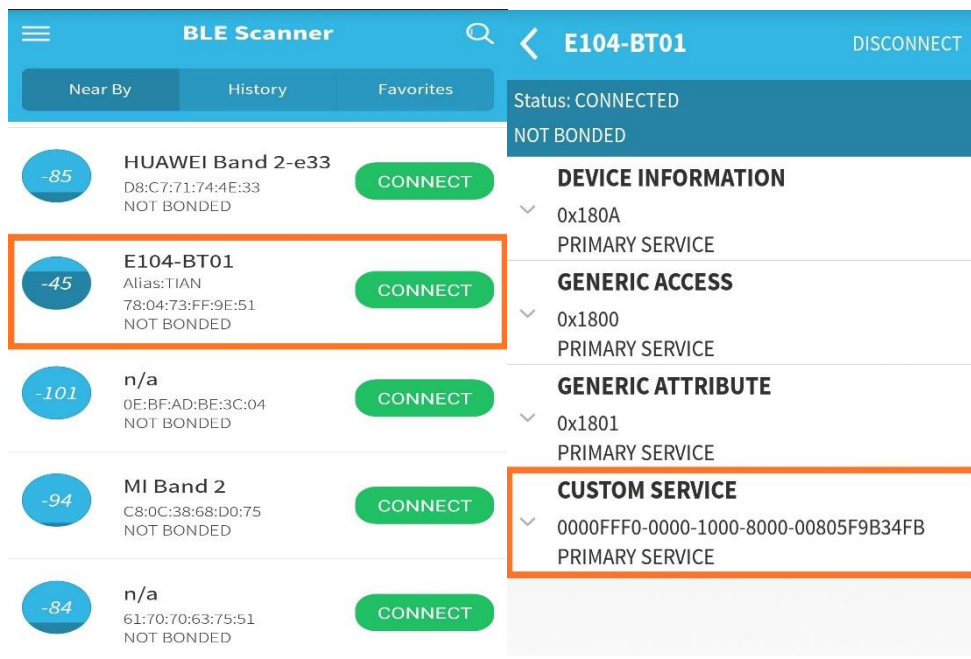 BLE Scanner
Near By History Favorites
-85
HUAWEI Band 2-e33
D8:C7:71:74:4E:33
NOT BONDED
CONNECT
-45
E104-BT01
Alias:TIAN
78:04:73:FF:9E:51
NOT BONDED
CONNECT
-101
n/a
0E:BF:AD:BE:3C:04
NOT BONDED
CONNECT
-94
MI Band 2
C8:0C:38:68:D0:75
NOT BONDED
CONNECT
-84
n/a
61:70:70:63:75:51
NOT BONDED
CONNECT
E104-BT01 DISCONNECT
Status: CONNECTED
NOT BONDED
DEVICE INFORMATION
0x180A
PRIMARY SERVICE
GENERIC ACCESS
0x1800
PRIMARY SERVICE
GENERIC ATTRIBUTE
0x1801
PRIMARY SERVICE
CUSTOM SERVICE
0000FFF0-0000-1000-8000-00805F9B34FB
PRIMARY SERVICE